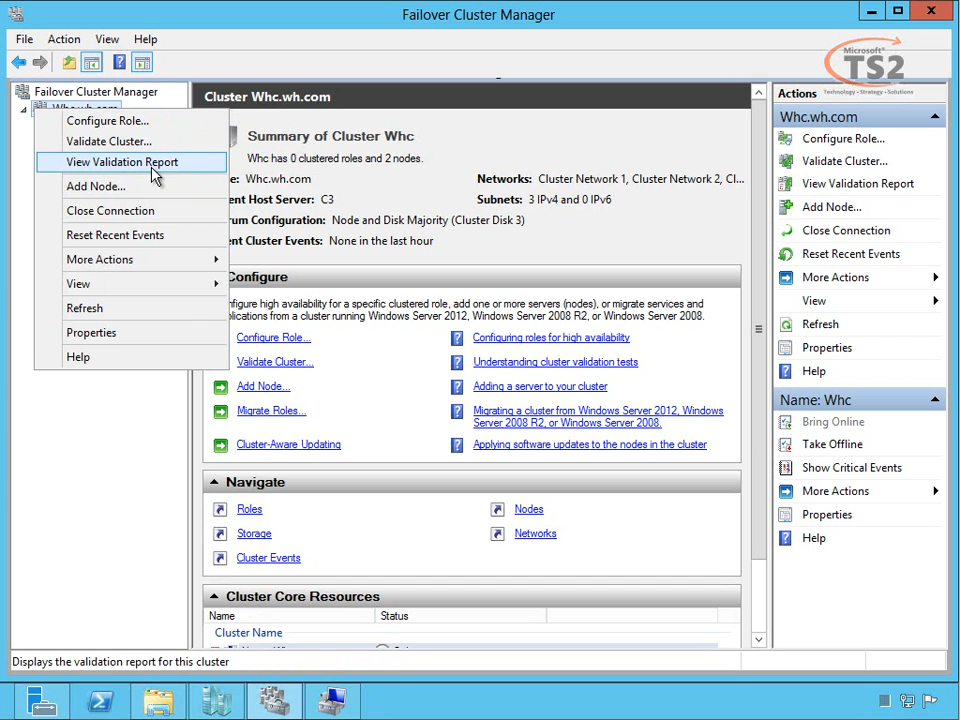 Failover Cluster Manager
File Action View Help
Microsoft®
TS2
Technology • Strategy • Solutions
Failover Cluster Manager
Whc.wh.com
Configure Role...
Validate Cluster...
View Validation Report
Add Node...
Close Connection
Reset Recent Events
More Actions
View
Refresh
Properties
Help
Cluster Whc.wh.com
Summary of Cluster Whc
Whc has 0 clustered roles and 2 nodes.
me: Whc.wh.com
Networks: Cluster Network 1, Cluster Network 2, Cl...
ent Host Server: C3
Subnets: 3 IPv4 and 0 IPv6
rum Configuration: Node and Disk Majority (Cluster Disk 3)
ent Cluster Events: None in the last hour
Configure
figure high availability for a specific clustered role, add one or more servers (nodes), or migrate services and
plications from a cluster running Windows Server 2012, Windows Server 2008 R2, or Windows Server 2008.
Configure Role...
Configuring roles for high availability
Validate Cluster...
Understanding cluster validation tests
Add Node...
Adding a server to your cluster
Migrate Roles...
Migrating a cluster from Windows Server 2012, Windows
Server 2008 R2, or Windows Server 2008.
Cluster-Aware Updating
Applying software updates to the nodes in the cluster
Navigate
Roles
Nodes
Storage
Networks
Cluster Events
Cluster Core Resources
Name Status
Cluster Name
Actions
Whc.wh.com
Configure Role...
Validate Cluster...
View Validation Report
Add Node...
Close Connection
Reset Recent Events
More Actions
View
Refresh
Properties
Help
Name: Whc
Bring Online
Take Offline
Show Critical Events
More Actions
Properties
Help
Displays the validation report for this cluster